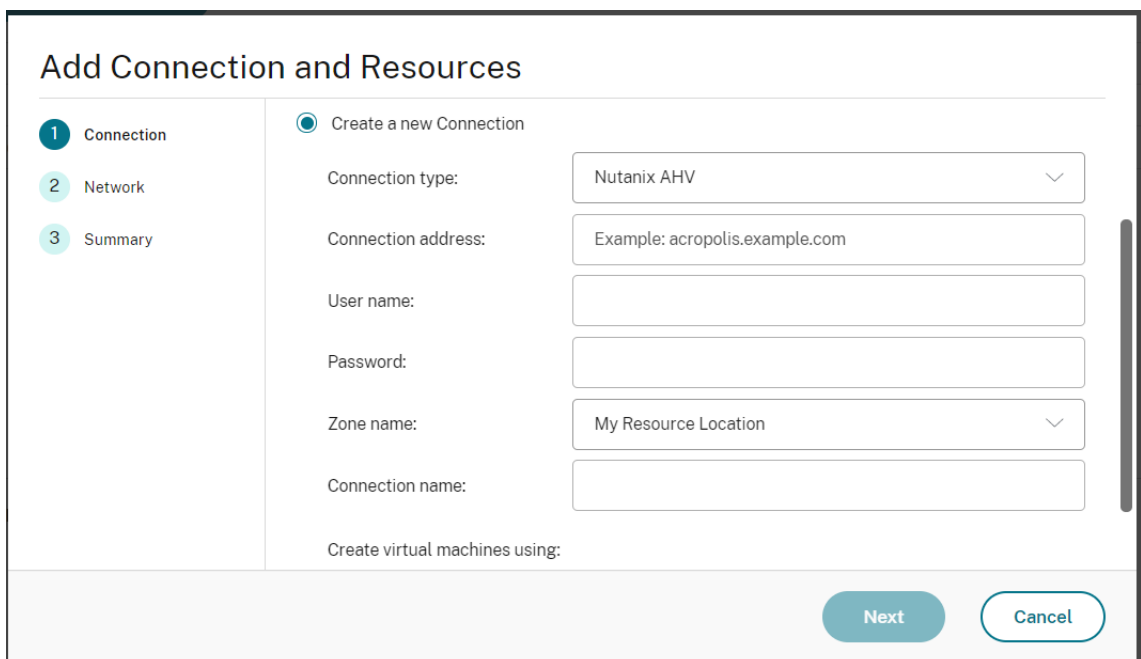 Add Connection and Resources
1 Connection
2 Network
3 Summary
Create a new Connection
Connection type: Nutanix AHV
Connection address: Example: acropolis.example.com
User name:
Password:
Zone name: My Resource Location
Connection name:
Create virtual machines using:
Next Cancel